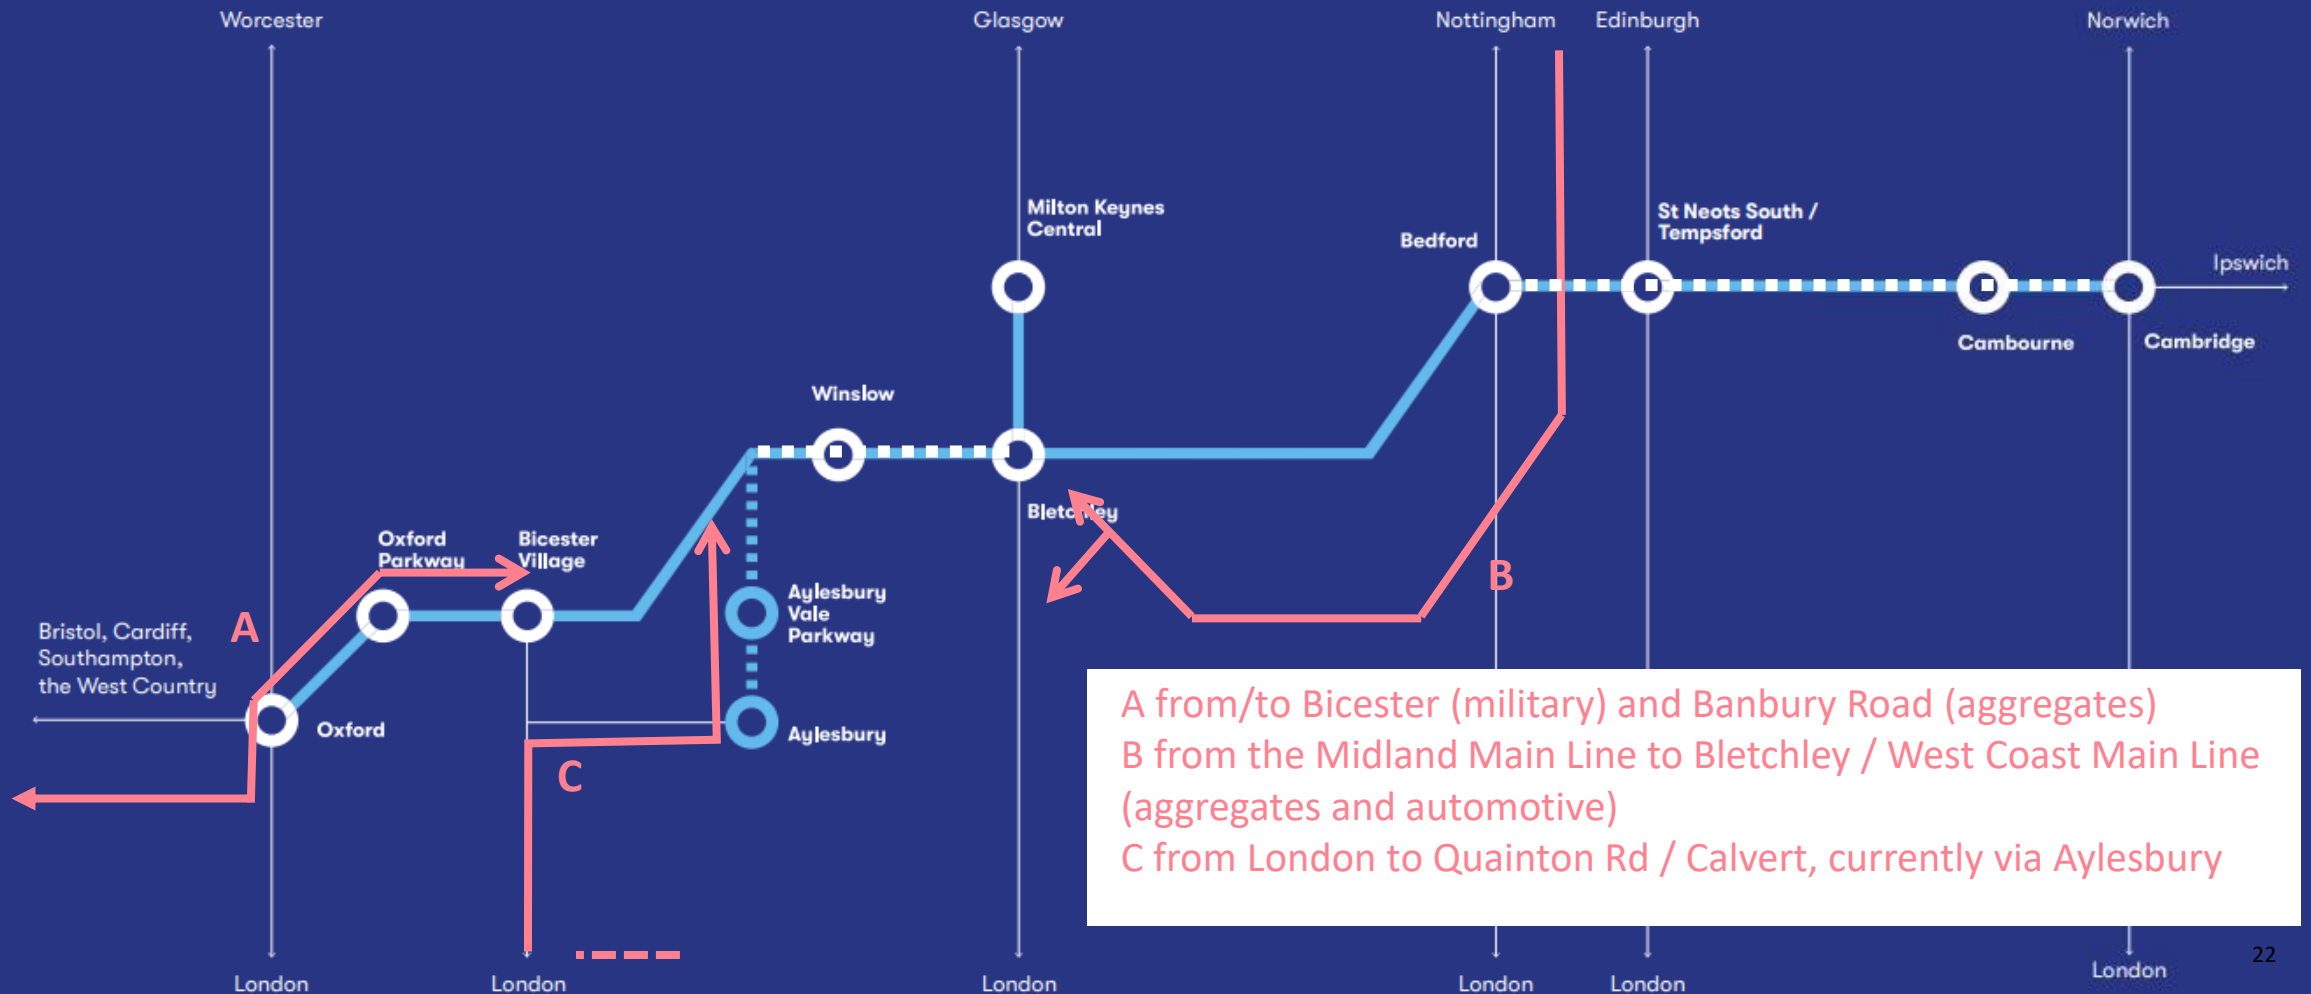 Worcester
Glasgow
Nottingham
Edinburgh
Norwich
Milton Keynes
Central
St Neots South /
Tempsford
Bedford
Ipswich
Cambourne
Cambridge
Winslow
Bletchley
Oxford
Parkway
Bicester
Village
Aylesbury
Vale
Parkway
A
B
Bristol, Cardiff,
Southampton,
the West Country
Oxford
Aylesbury
C
A from/to Bicester (military) and Banbury Road (aggregates)
B from the Midland Main Line to Bletchley / West Coast Main Line
(aggregates and automotive)
C from London to Quainton Rd / Calvert, currently via Aylesbury
22
London
London
London
London
London
London